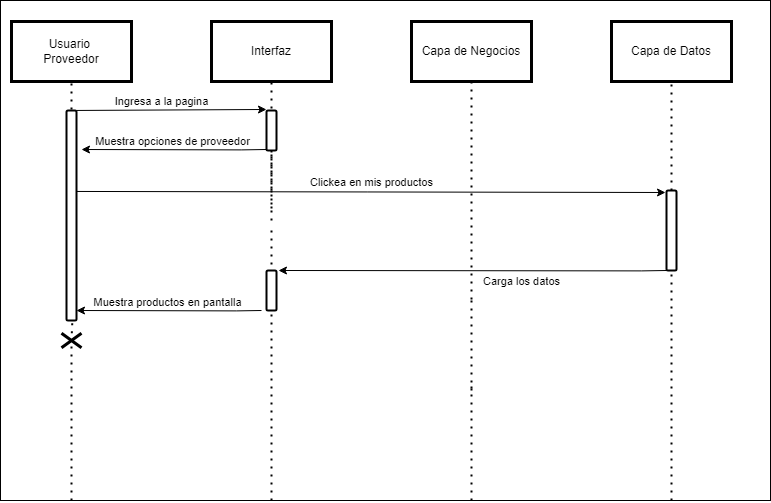 Usuario
Proveedor
Interfaz
Capa de Negocios
Capa de Datos
Ingresa a la pagina
Muestra opciones de proveedor
Clickea en mis productos
Carga los datos
Muestra productos en pantalla